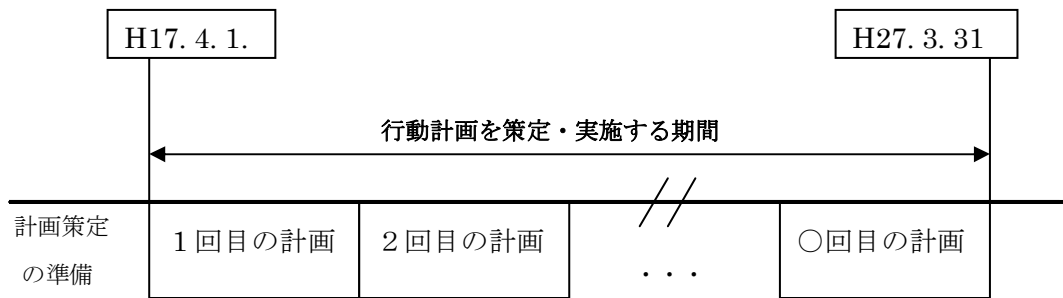 H17. 4. 1.
H27. 3. 31
行動計画を策定・実施する期間
計画策定
の準備
１回目の計画
２回目の計画
・・・
○回目の計画